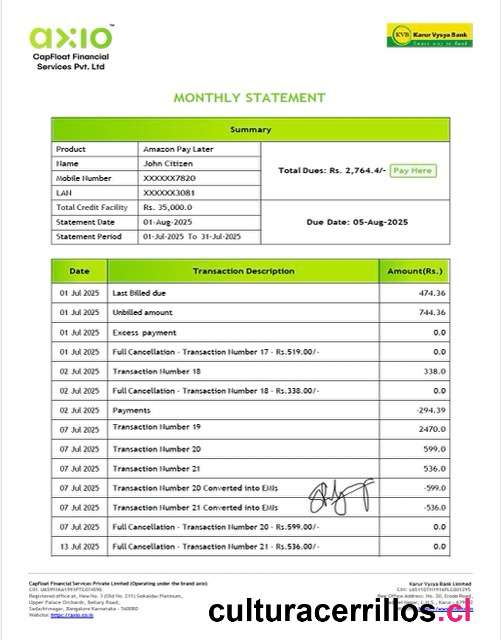 axio™
CapFloat Financial
Services Pvt. Ltd
KVB Karur Vysya Bank
Smart way to Bank
MONTHLY STATEMENT
Summary
Product Amazon Pay Later
Name John Citizen
Mobile Number XXXXXX7820
LAN XXXXXX3081
Total Credit Facility Rs. 35,000.0
Statement Date 01-Aug-2025
Statement Period 01-Jul-2025 To 31-Jul-2025
Total Dues: Rs. 2,764.4/- Pay Here
Due Date: 05-Aug-2025
Date Transaction Description Amount(Rs.)
01 Jul 2025 Last Billed due -474.36
01 Jul 2025 Unbilled amount 744.36
01 Jul 2025 Excess payment 0.0
01 Jul 2025 Full Cancellation - Transaction Number 17 - Rs.519.00/- 0.0
02 Jul 2025 Transaction Number 18 338.0
02 Jul 2025 Full Cancellation - Transaction Number 18 - Rs.338.00/- 0.0
02 Jul 2025 Payments -294.39
07 Jul 2025 Transaction Number 19 2470.0
07 Jul 2025 Transaction Number 20 599.0
07 Jul 2025 Transaction Number 21 536.0
07 Jul 2025 Transaction Number 20 Converted into EMIs -599.0
07 Jul 2025 Transaction Number 21 Converted into EMIs -536.0
07 Jul 2025 Full Cancellation - Transaction Number 20 - Rs.599.00/- 0.0
13 Jul 2025 Full Cancellation - Transaction Number 21 - Rs.536.00/- 0.0
CapFloat Financial Services Private Limited (Operating under the brand axio)
Registered office at, New No. 3 (Old No. 211) Gokaldas Platinum,
Upper Palace Orchards, Bellary Road,
Sadashivnagar, Bangalore Karnataka - 560080
Website: https://axio.co.in
Karur Vysya Bank Limited
Reg Office Address: No. 20, Erode Road,
culturacerrillos.cl